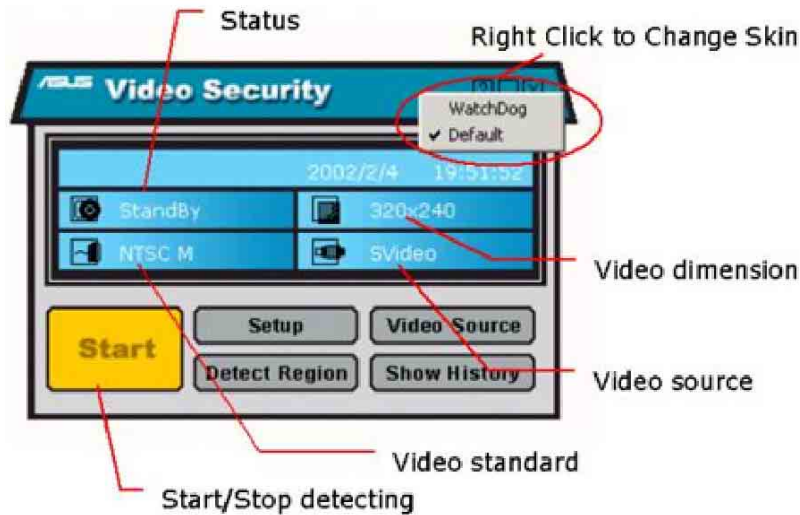 Status
Right Click to Change Skin
ASUS Video Security
WatchDog
✔ Default
2002/2/4 19:51:52
StandBy
320x240
NTSC M
SVideo
Video dimension
Start
Setup
Video Source
Detect Region
Show History
Video source
Video standard
Start/Stop detecting